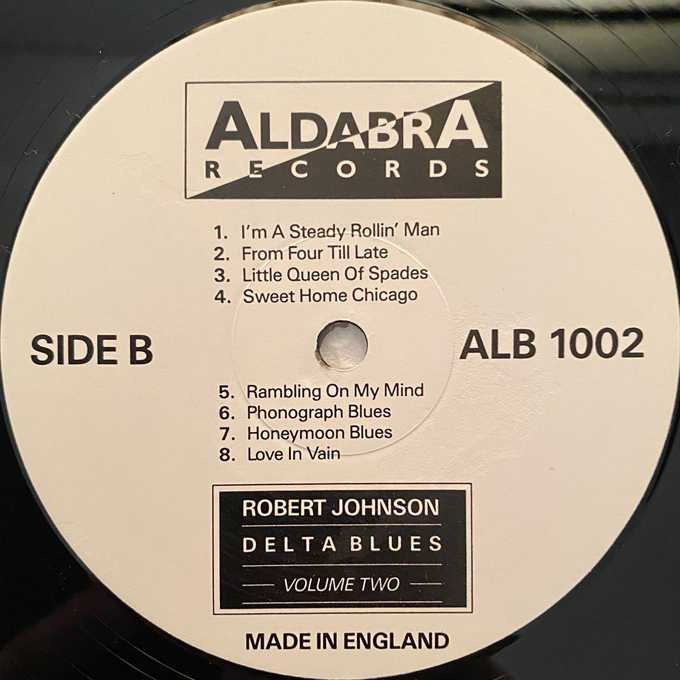 ALDABRA
RECORDS
1. I'm A Steady Rollin' Man
2. From Four Till Late
3. Little Queen Of Spades
4. Sweet Home Chicago
SIDE B
ALB 1002
5. Rambling On My Mind
6. Phonograph Blues
7. Honeymoon Blues
8. Love In Vain
ROBERT JOHNSON
DELTA BLUES
VOLUME TWO
MADE IN ENGLAND